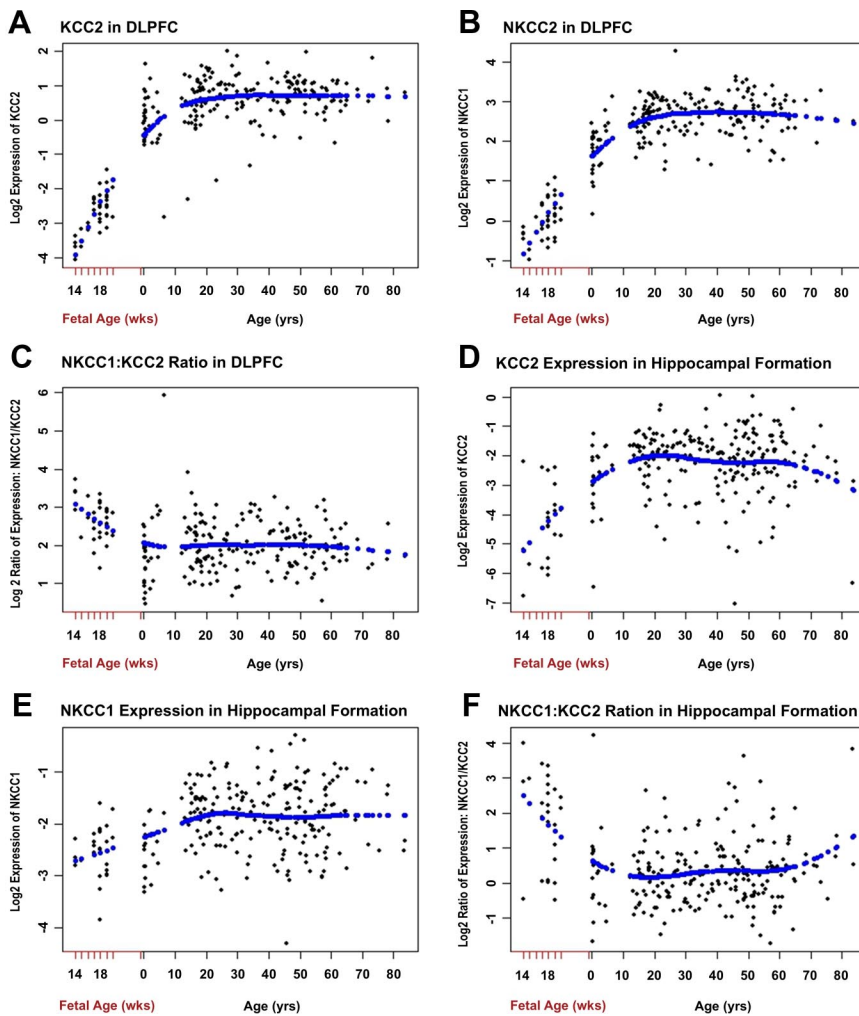 A
KCC2 in DLPFC
Log2 Expression of KCC2
2
1
0
-1
-2
-3
-4
14 18 0 10 20 30 40 50 60 70 80
Fetal Age (wks) Age (yrs)
B
NKCC2 in DLPFC
Log2 Expression of NKCC1
4
3
2
1
0
-1
14 18 0 10 20 30 40 50 60 70 80
Fetal Age (wks) Age (yrs)
C
NKCC1:KCC2 Ratio in DLPFC
Log 2 Ratio of Expression: NKCC1/KCC2
6
5
4
3
2
1
14 18 0 10 20 30 40 50 60 70 80
Fetal Age (wks) Age (yrs)
D
KCC2 Expression in Hippocampal Formation
Log2 Expression of KCC2
0
-1
-2
-3
-4
-5
-6
-7
14 18 0 10 20 30 40 50 60 70 80
Fetal Age (wks) Age (yrs)
E
NKCC1 Expression in Hippocampal Formation
Log2 Expression of NKCC1
-1
-2
-3
-4
14 18 0 10 20 30 40 50 60 70 80
Fetal Age (wks) Age (yrs)
F
NKCC1:KCC2 Ration in Hippocampal Formation
Log2 Ratio of Expression: NKCC1/KCC2
4
3
2
1
0
-1
14 18 0 10 20 30 40 50 60 70 80
Fetal Age (wks) Age (yrs)